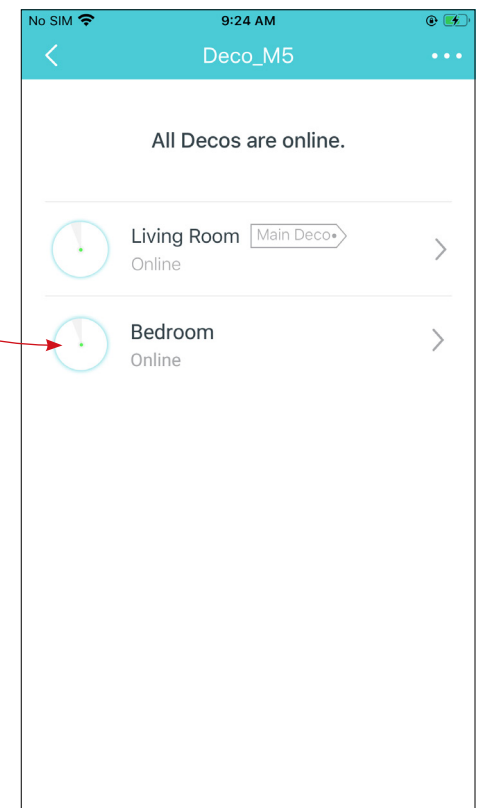 No SIM 9:24 AM
Deco_M5
All Decos are online.
Living Room Main Deco
Online
Bedroom
Online